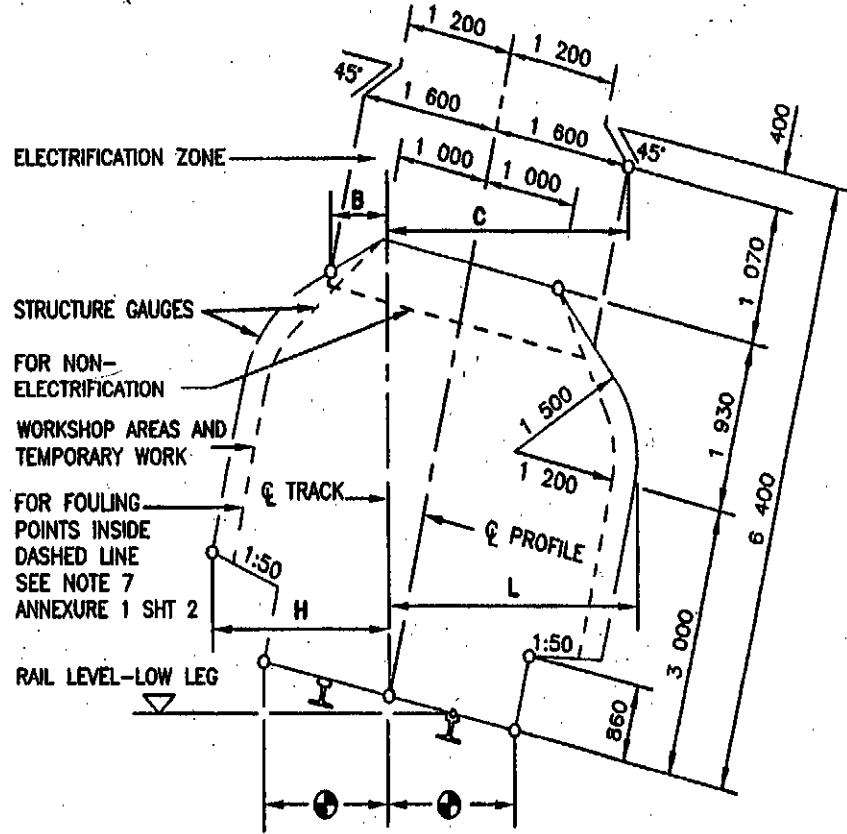 1 200
1 200
45°
1 600
1 600
45°
400
ELECTRIFICATION ZONE
1 000
1 000
B
C
1 070
STRUCTURE GAUGES
FOR NON-
ELECTRIFICATION
1 500
1 930
WORKSHOP AREAS AND
TEMPORARY WORK
1 200
6 400
℄ TRACK
FOR FOULING
POINTS INSIDE
DASHED LINE
SEE NOTE 7
ANNEXURE 1 SHT 2
℄ PROFILE
1:50
H
L
3 000
1:50
RAIL LEVEL-LOW LEG
860